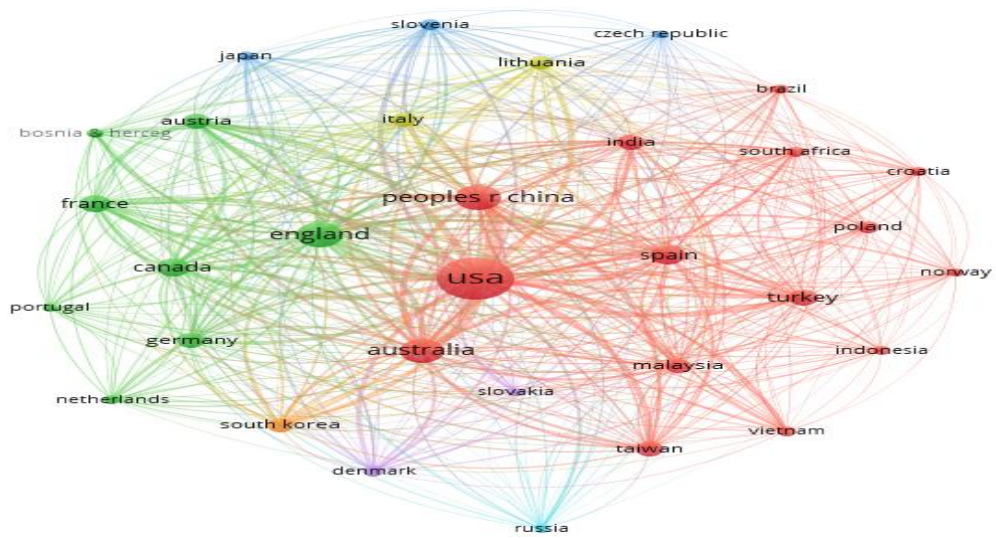 slovenia
czech republic
japan
lithuania
brazil
austria
italy
bosnia & herceg
india
south africa
croatia
peoples r china
france
poland
england
spain
canada
norway
usa
turkey
portugal
germany
australia
indonesia
malaysia
slovakia
netherlands
south korea
vietnam
taiwan
denmark
russia